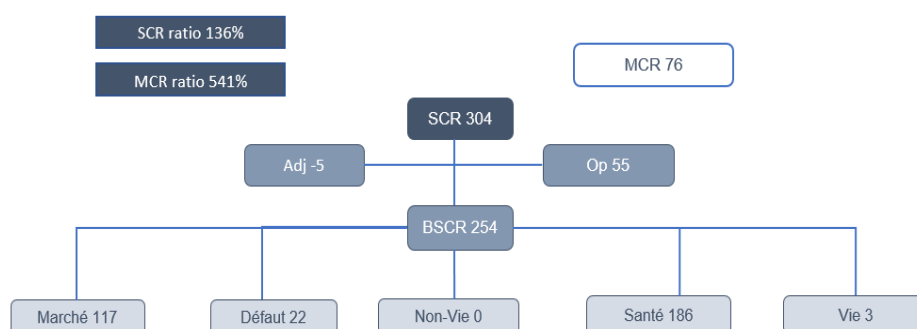 SCR ratio 136%
MCR ratio 541%
MCR 76
SCR 304
Adj -5
Op 55
BSCR 254
Marché 117
Défaut 22
Non-Vie 0
Santé 186
Vie 3